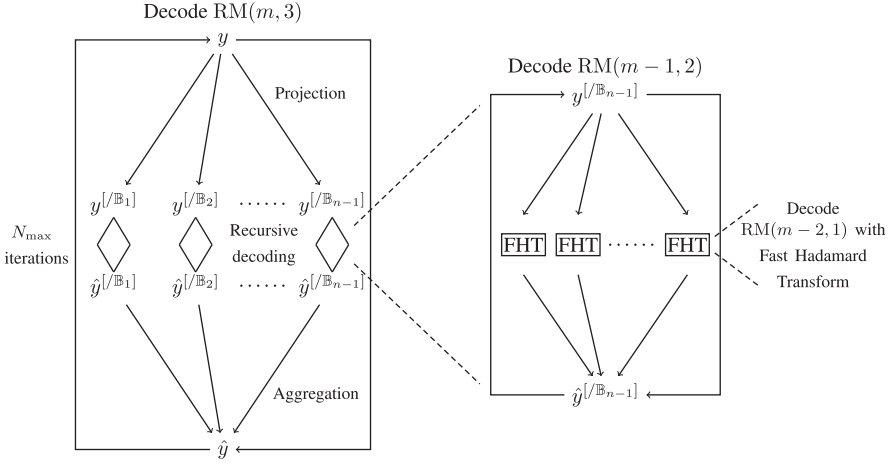 Decode RM(m, 3)
y
Projection
y^{[/𝔹_1]} y^{[/𝔹_2]} ······ y^{[/𝔹_{n−1}]}
Recursive
decoding
N_max
iterations
ŷ^{[/𝔹_1]} ŷ^{[/𝔹_2]} ······ ŷ^{[/𝔹_{n−1}]}
Aggregation
ŷ
Decode RM(m − 1, 2)
y^{[/𝔹_{n−1}]}
FHT FHT ······ FHT
ŷ^{[/𝔹_{n−1}]}
Decode
RM(m − 2, 1) with
Fast Hadamard
Transform